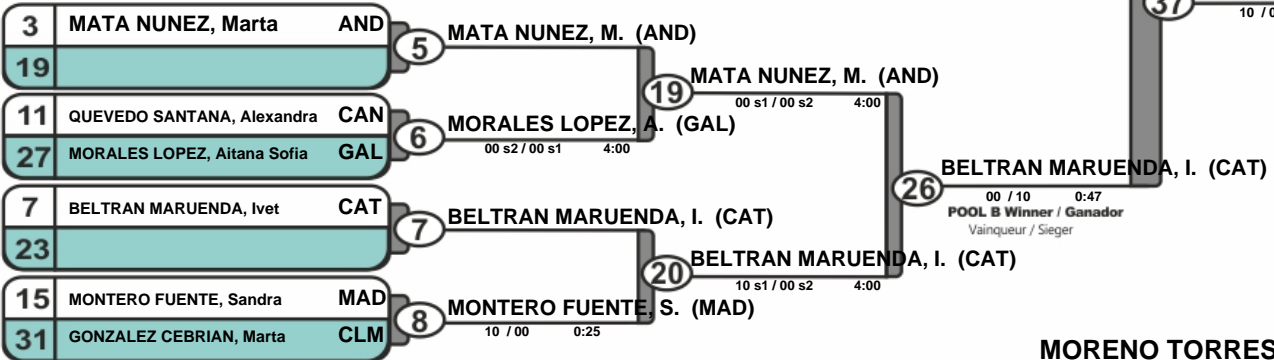 3 MATA NUNEZ, Marta AND
19
5
MATA NUNEZ, M. (AND)
11 QUEVEDO SANTANA, Alexandra CAN
27 MORALES LOPEZ, Aitana Sofia GAL
6
MORALES LOPEZ, A. (GAL)
00 s2 / 00 s1 4:00
19
MATA NUNEZ, M. (AND)
00 s1 / 00 s2 4:00
7 BELTRAN MARUENDA, Ivet CAT
23
7
BELTRAN MARUENDA, I. (CAT)
15 MONTERO FUENTE, Sandra MAD
31 GONZALEZ CEBRIAN, Marta CLM
8
MONTERO FUENTE, S. (MAD)
10 / 00 0:25
20
BELTRAN MARUENDA, I. (CAT)
10 s1 / 00 s2 4:00
26
BELTRAN MARUENDA, I. (CAT)
00 / 10 0:47
POOL B Winner / Ganador
Vainqueur / Sieger
37
10 / 0
MORENO TORRES